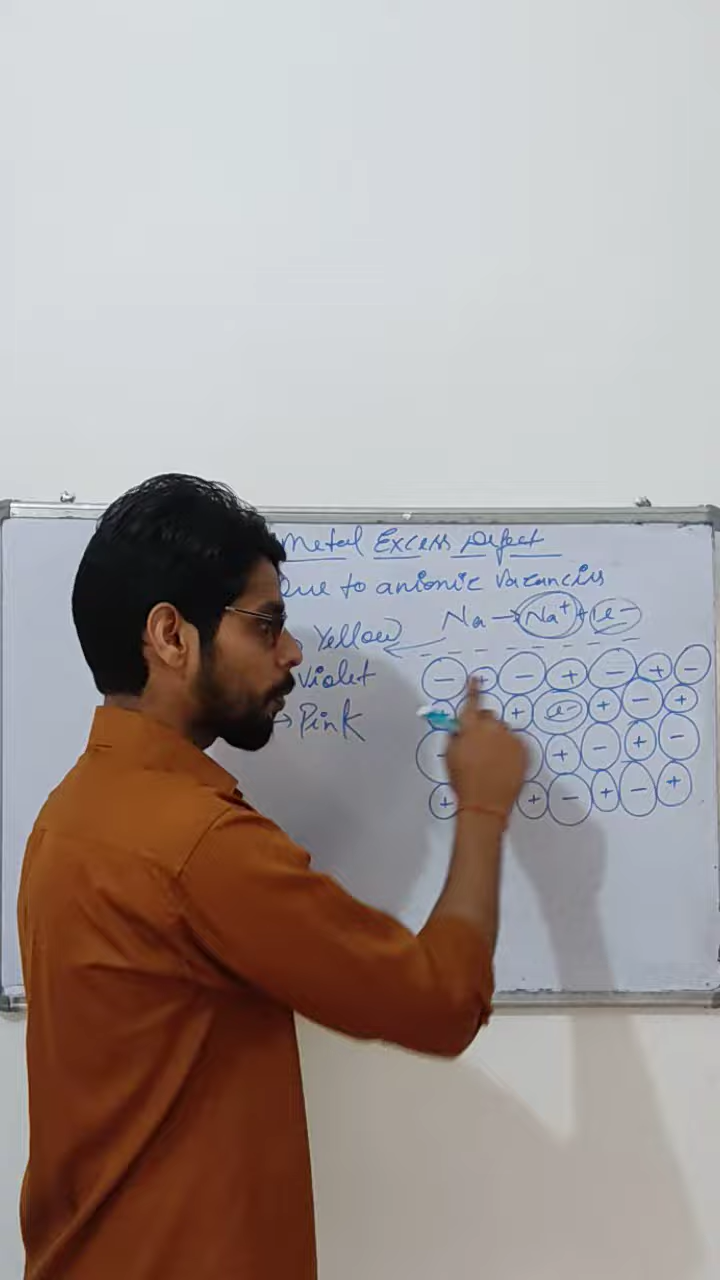 Metal Excess Defect
Due to anionic vacancies
Na → Na⁺ + e⁻
Yellow
Violet
→ Pink
− + − + − + −
+ e⁻ + − +
+ − + −
+ + − + − +